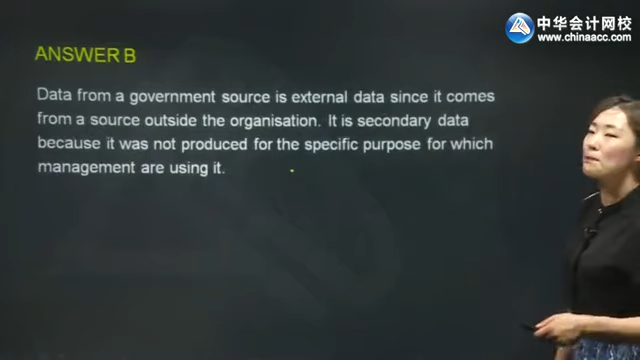 中华会计网校
www.chinaacc.com
ANSWER B
Data from a government source is external data since it comes
from a source outside the organisation. It is secondary data
because it was not produced for the specific purpose for which
management are using it.